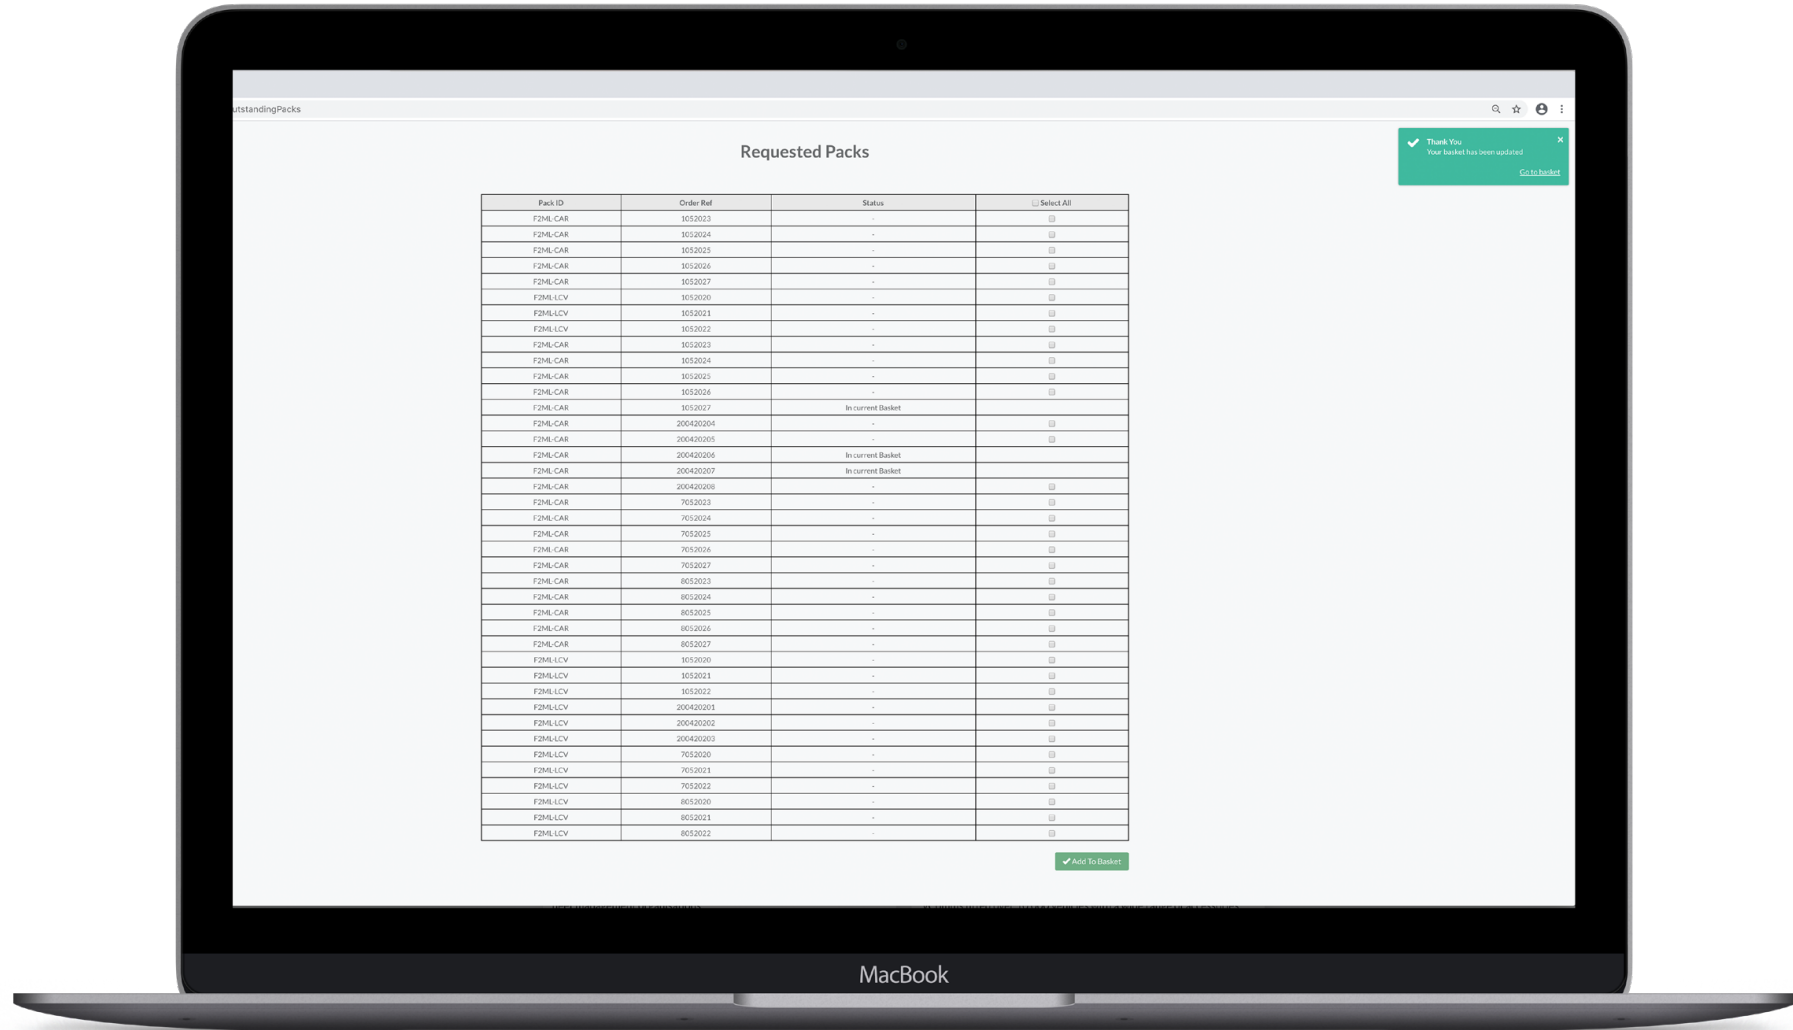 utstandingPacks
Requested Packs
Thank You
Your basket has been updated
Go to basket
Pack ID Order Ref Status Select All
F2ML-CAR 1052023 -
F2ML-CAR 1052024 -
F2ML-CAR 1052025 -
F2ML-CAR 1052026 -
F2ML-CAR 1052027 -
F2ML-LCV 1052020 -
F2ML-LCV 1052021 -
F2ML-LCV 1052022 -
F2ML-CAR 1052023 -
F2ML-CAR 1052024 -
F2ML-CAR 1052025 -
F2ML-CAR 1052026 -
F2ML-CAR 1052027 In current Basket
F2ML-CAR 200420204 -
F2ML-CAR 200420205 -
F2ML-CAR 200420206 In current Basket
F2ML-CAR 200420207 In current Basket
F2ML-CAR 200420208 -
F2ML-CAR 7052023 -
F2ML-CAR 7052024 -
F2ML-CAR 7052025 -
F2ML-CAR 7052026 -
F2ML-CAR 7052027 -
F2ML-CAR 8052023 -
F2ML-CAR 8052024 -
F2ML-CAR 8052025 -
F2ML-CAR 8052026 -
F2ML-CAR 8052027 -
F2ML-LCV 1052020 -
F2ML-LCV 1052021 -
F2ML-LCV 1052022 -
F2ML-LCV 200420201 -
F2ML-LCV 200420202 -
F2ML-LCV 200420203 -
F2ML-LCV 7052020 -
F2ML-LCV 7052021 -
F2ML-LCV 7052022 -
F2ML-LCV 8052020 -
F2ML-LCV 8052021 -
F2ML-LCV 8052022 -
Add To Basket
MacBook